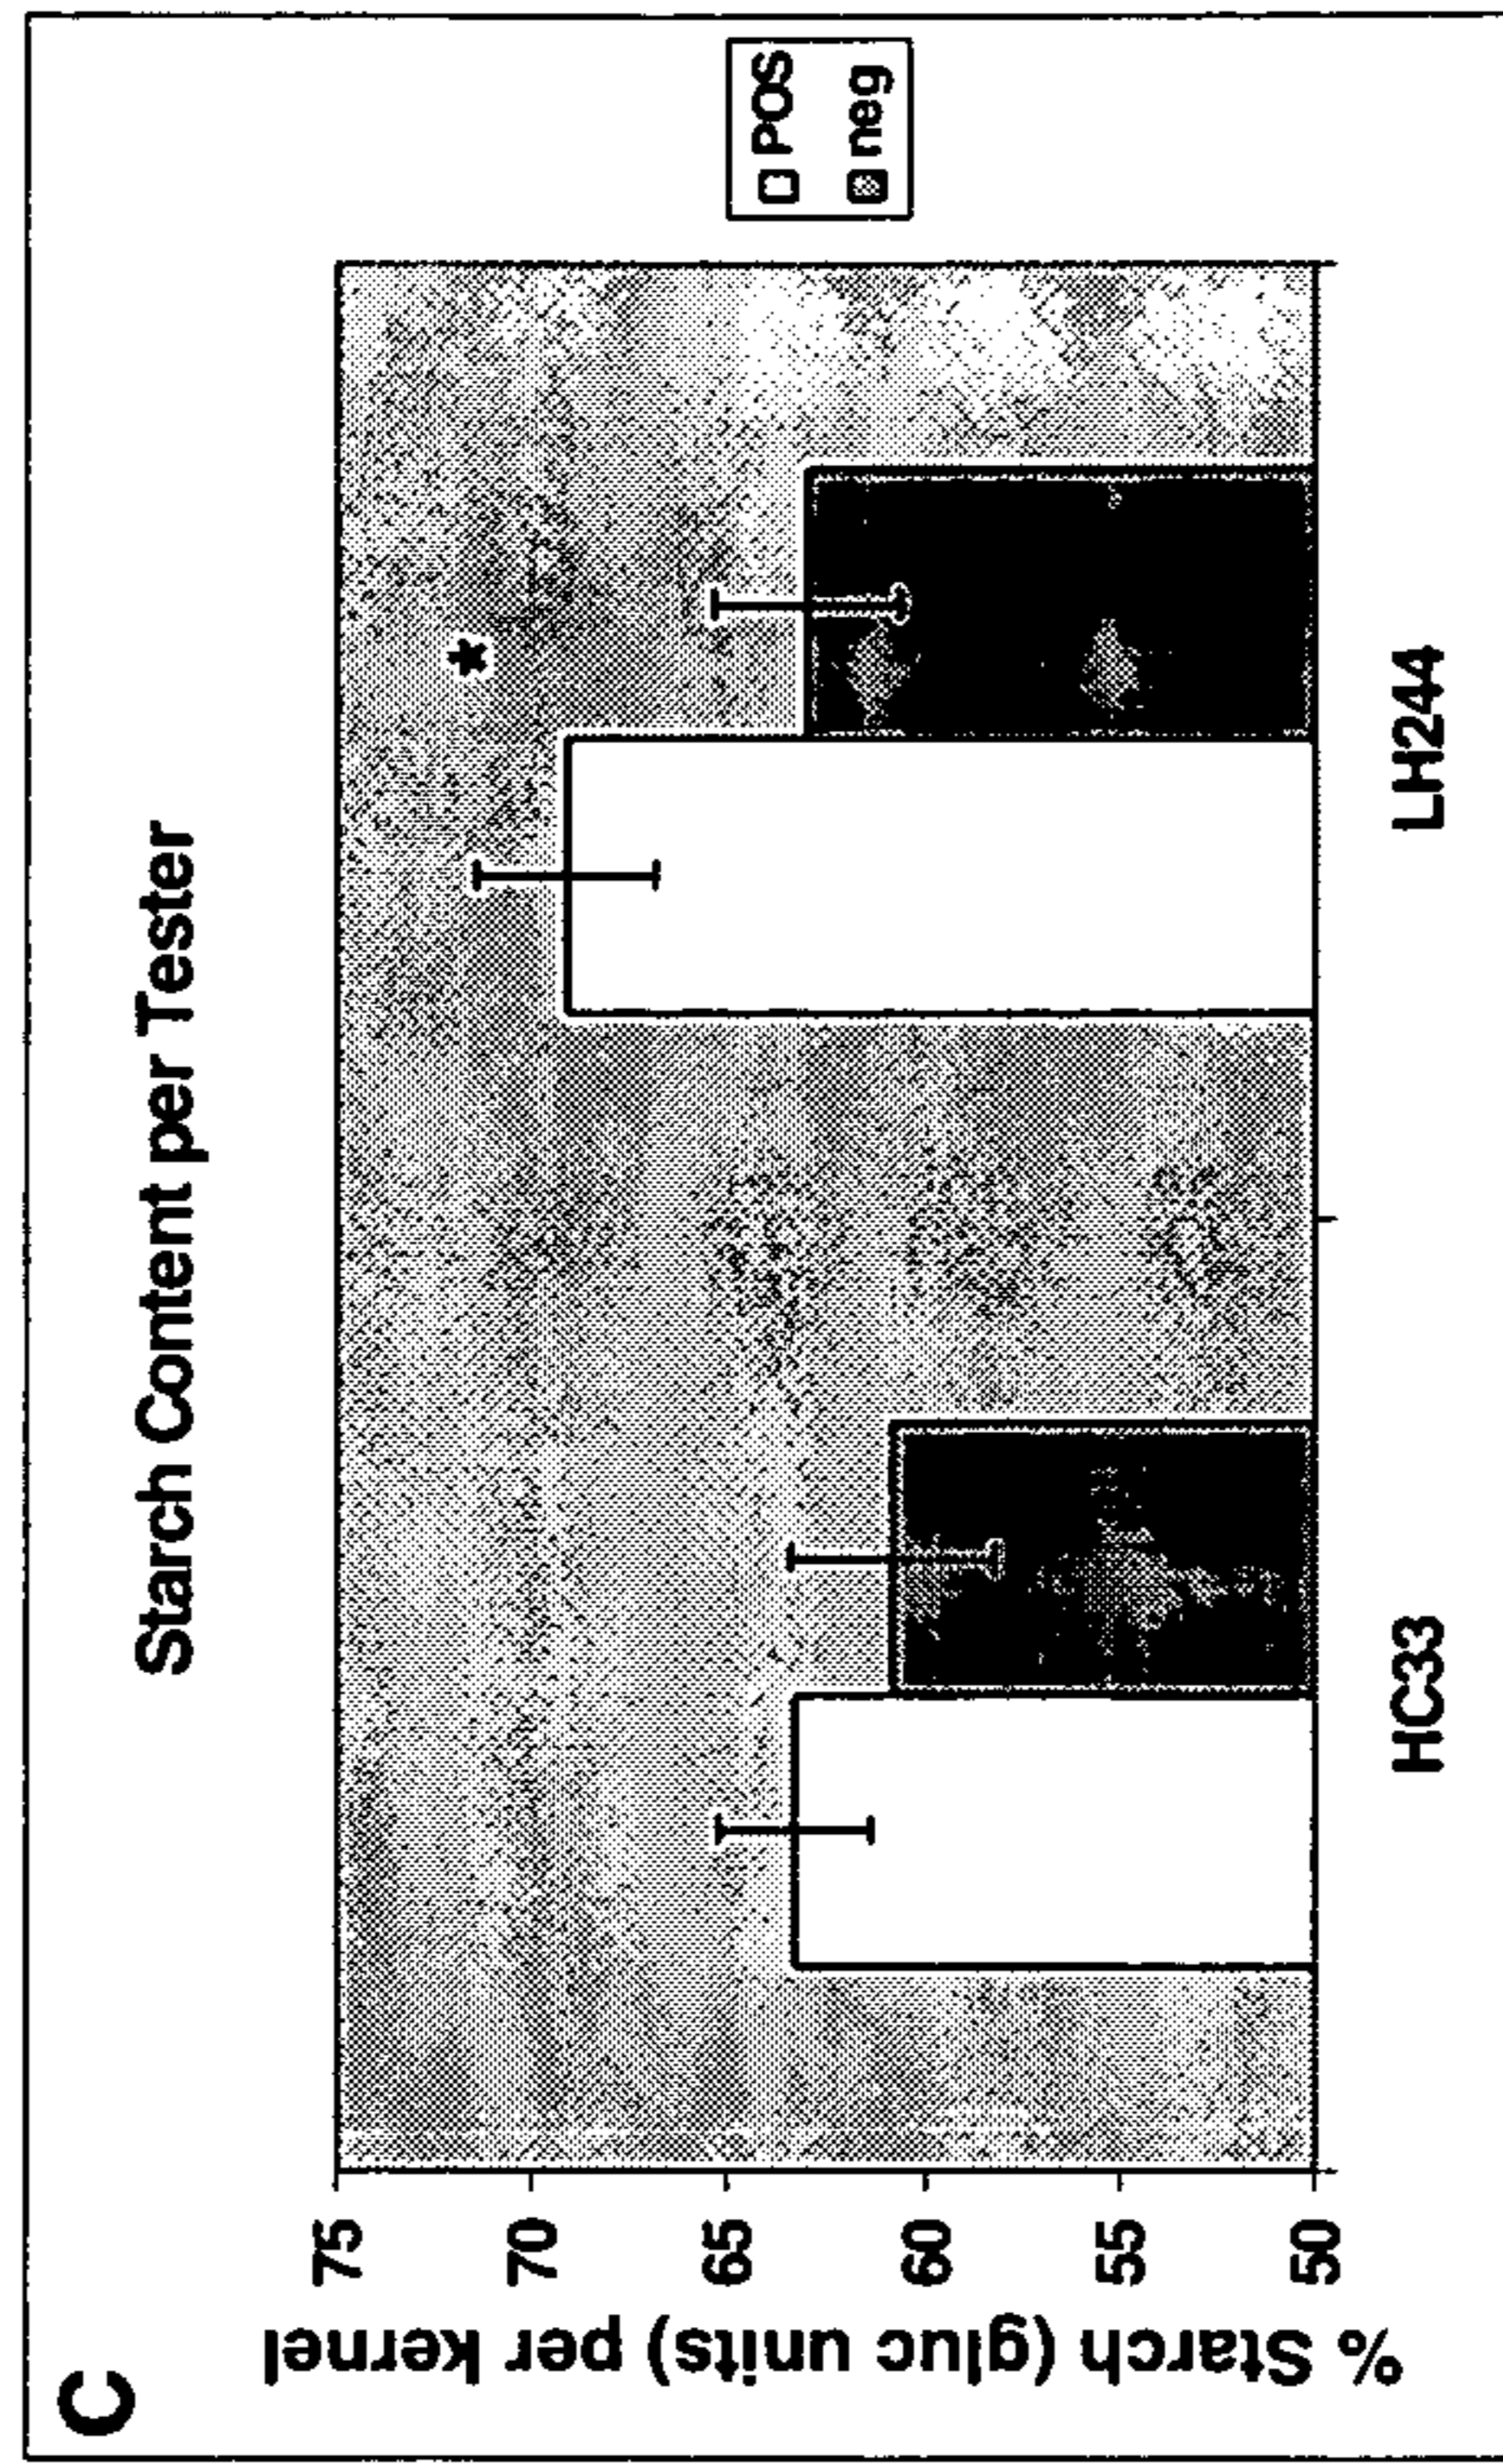 C
Starch Content per Tester
% Starch (gluc units) per kernel
75
70
65
60
55
50
*
HC33
LH244
POS
neg